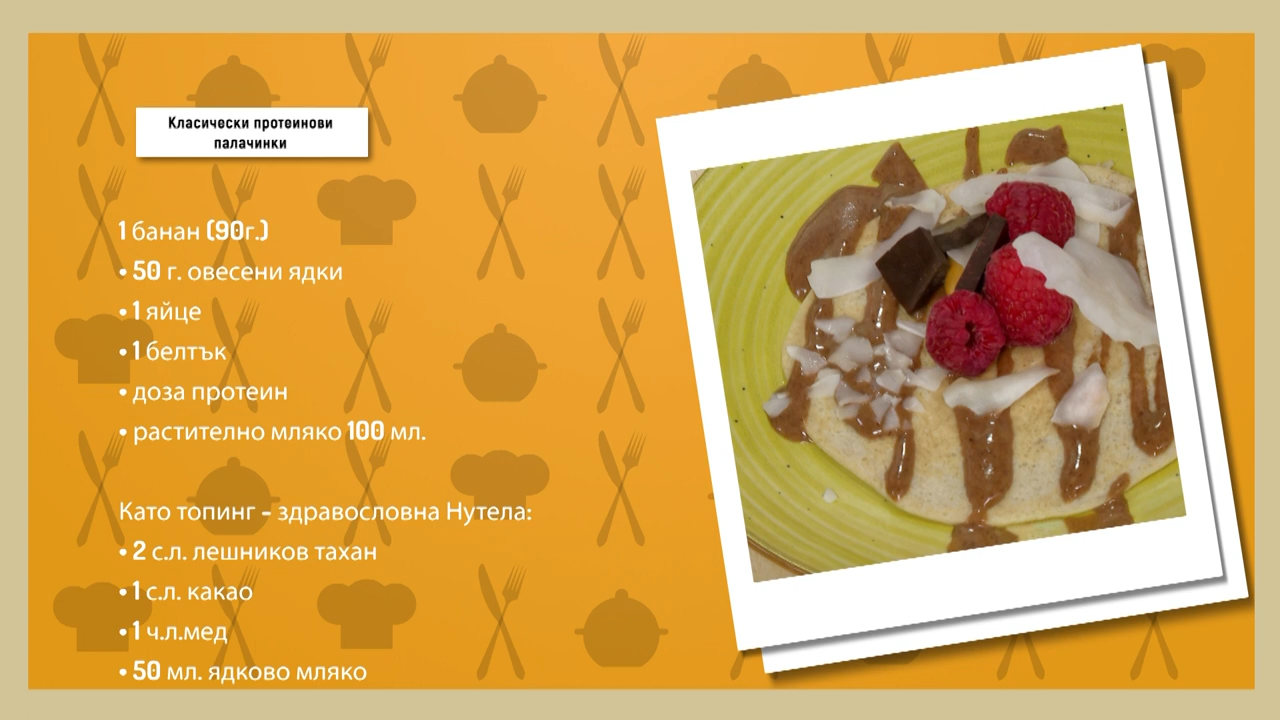 Класически протеинови
палачинки
1 банан (90г.)
• 50 г. овесени ядки
• 1 яйце
• 1 белтък
• доза протеин
• растително мляко 100 мл.
Като топинг - здравословна Нутела:
• 2 с.л. лешников тахан
• 1 с.л. какао
• 1 ч.л.мед
• 50 мл. ядково мляко